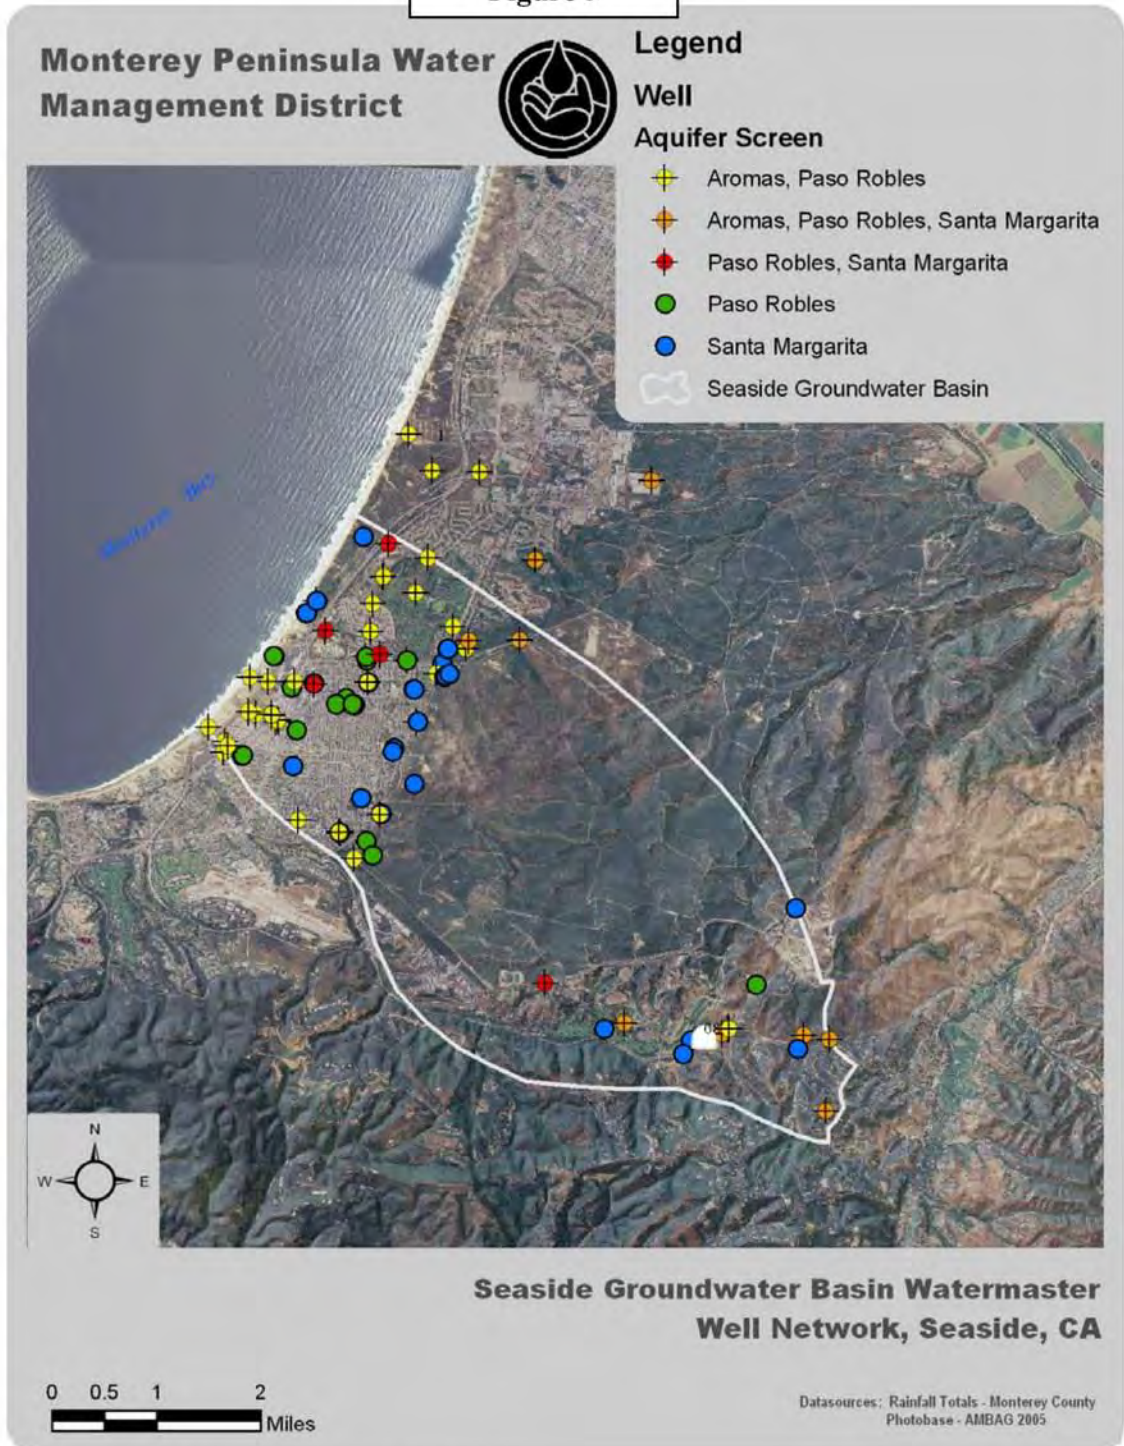 Monterey Peninsula Water
Management District
Legend
Well
Aquifer Screen
Aromas, Paso Robles
Aromas, Paso Robles, Santa Margarita
Paso Robles, Santa Margarita
Paso Robles
Santa Margarita
Seaside Groundwater Basin
N
W E
S
Seaside Groundwater Basin Watermaster
Well Network, Seaside, CA
0 0.5 1 2
Miles
Datasources: Rainfall Totals - Monterey County
Photobase - AMBAG 2005